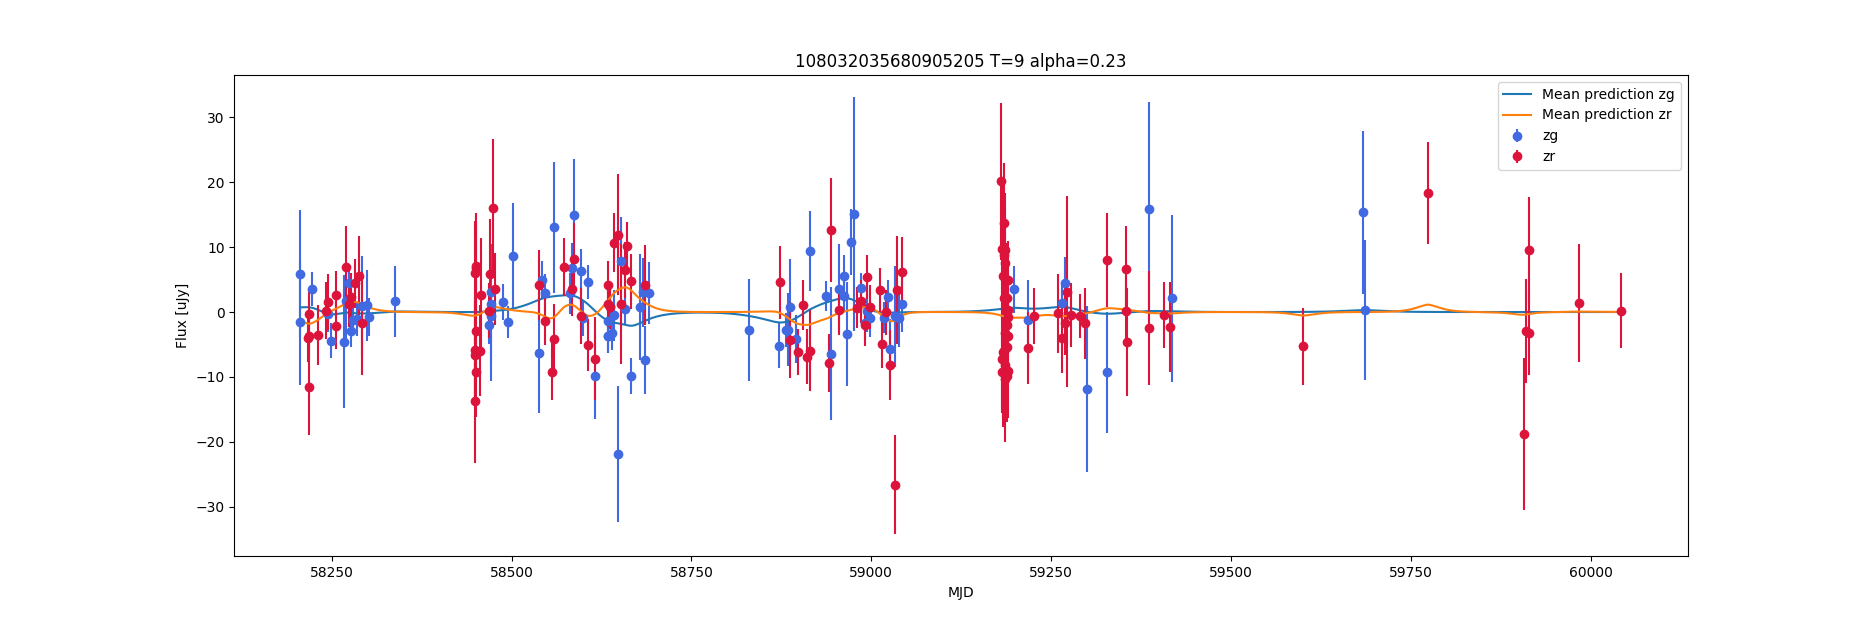 108032035680905205 T=9 alpha=0.23
Mean prediction zg
Mean prediction zr
zg
zr
Flux [uJy]
30
20
10
0
−10
−20
−30
58250 58500 58750 59000 59250 59500 59750 60000
MJD